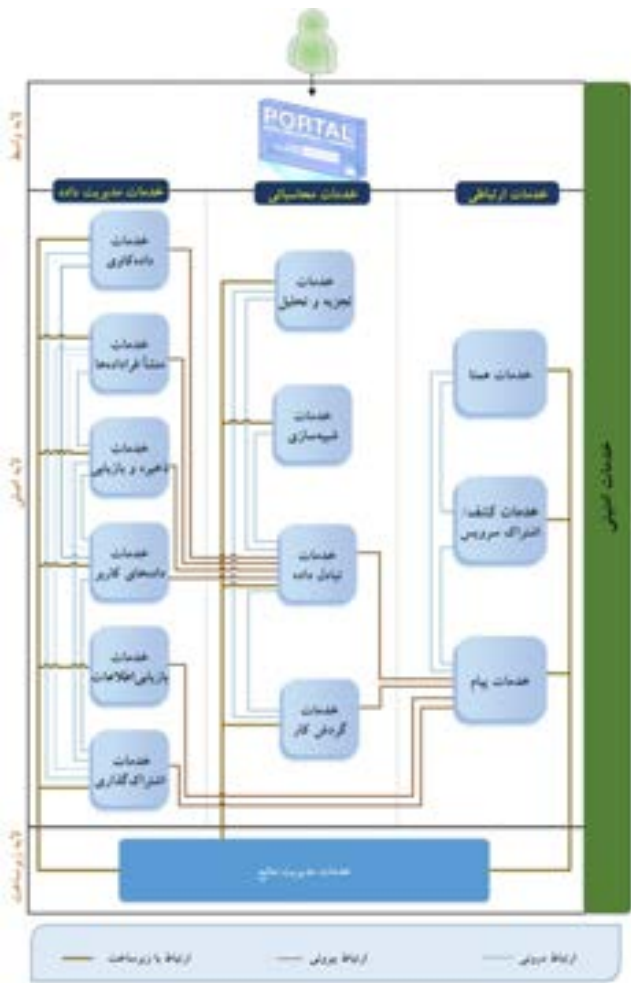 لایه رابط
PORTAL
خدمات ارتباطی
خدمات محاسباتی
خدمات مدیریت داده
لایه اصلی
خدمات امنیتی
خدمات همتا
خدمات کشف/
اشتراک سرویس
خدمات پیام
خدمات
تجزیه و تحلیل
خدمات
شبیه‌سازی
خدمات
تبادل داده
خدمات
گردش کار
خدمات
داده‌کاوی
خدمات
منشأ فراداده‌ها
خدمات
ذخیره و بازیابی
خدمات
داده‌های کاربر
خدمات
بازیابی اطلاعات
خدمات
اشتراک‌گذاری
لایه زیرساخت
خدمات مدیریت منابع
ارتباط درونی
ارتباط بیرونی
ارتباط با زیرساخت